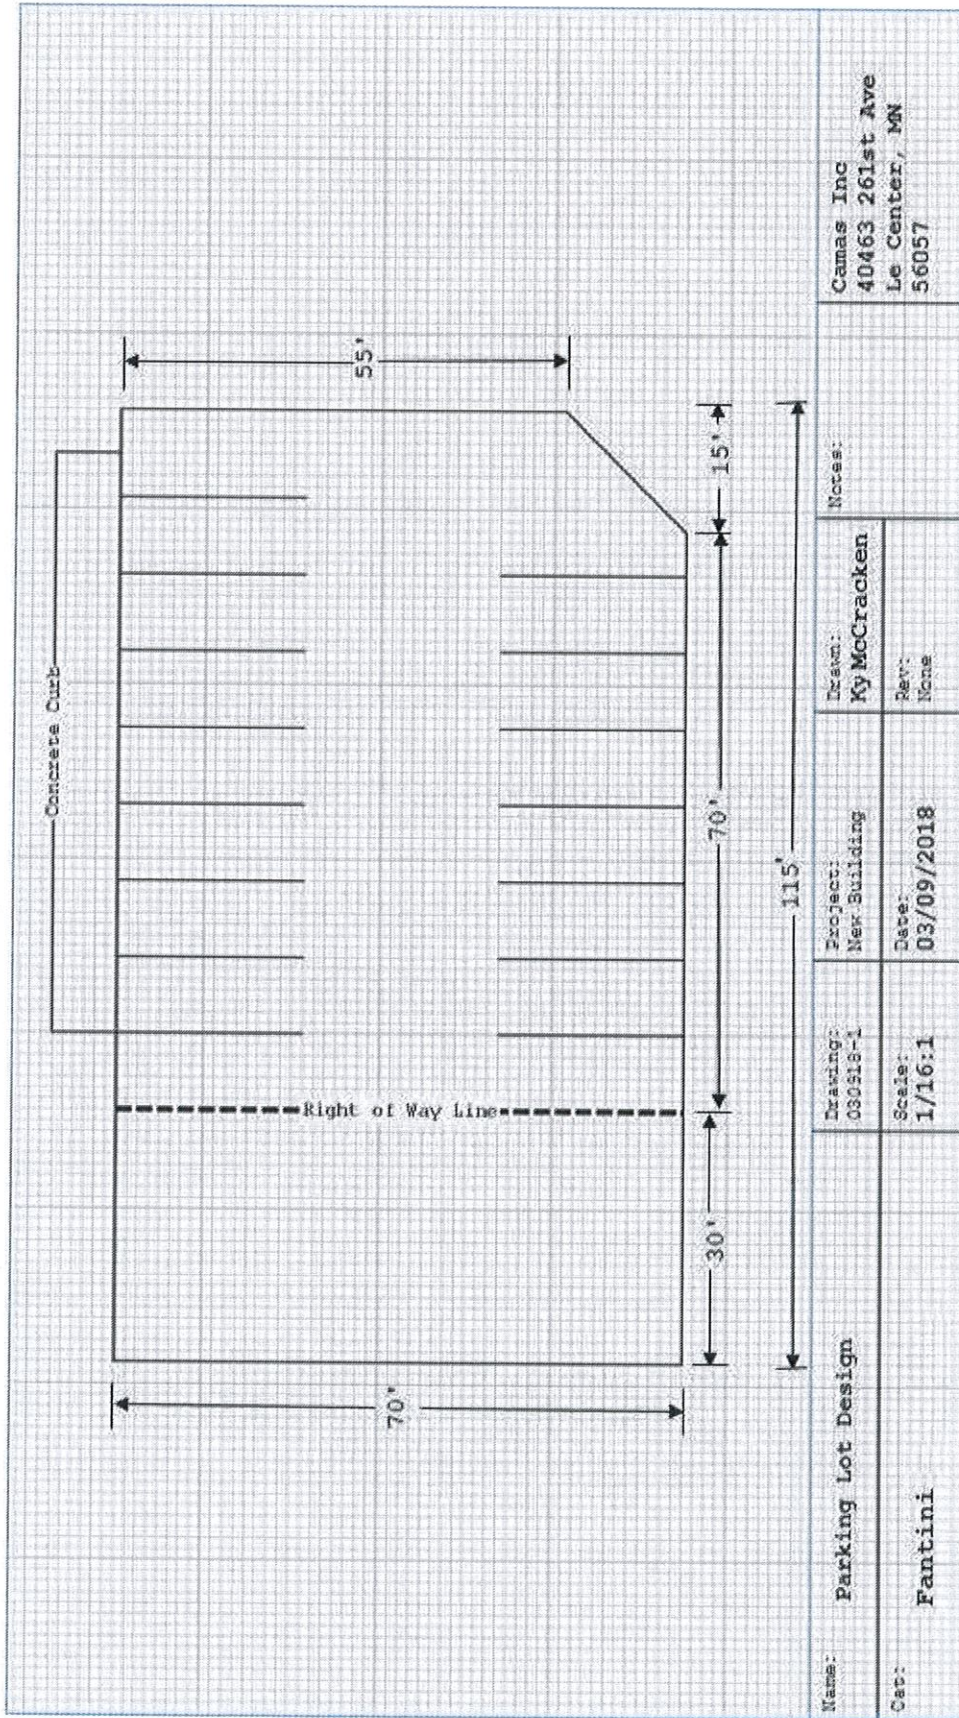 Concrete Curb
55'
Right of Way Line
70'
30'
70'
15'
115'
Name:
Parking Lot Design
Drawing:
030918-1
Project:
New Building
Drawn:
Ky McCracken
Notes:
Camas Inc
40463 261st Ave
Le Center, MN
56057
Cat:
Fantini
Scale:
1/16:1
Date:
03/09/2018
Rev:
None